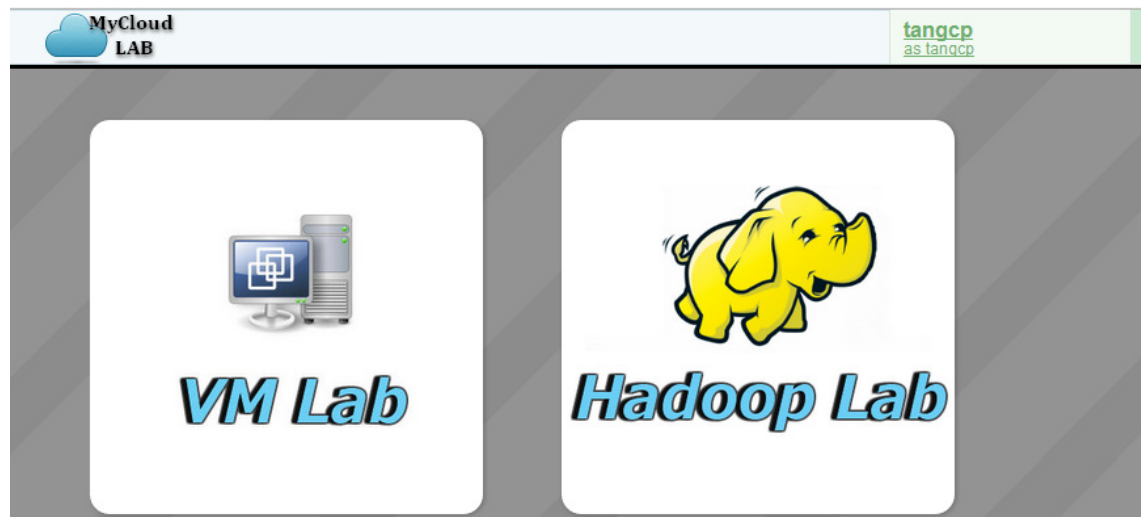 MyCloud
LAB
tangcp
as tangcp
VM Lab
Hadoop Lab